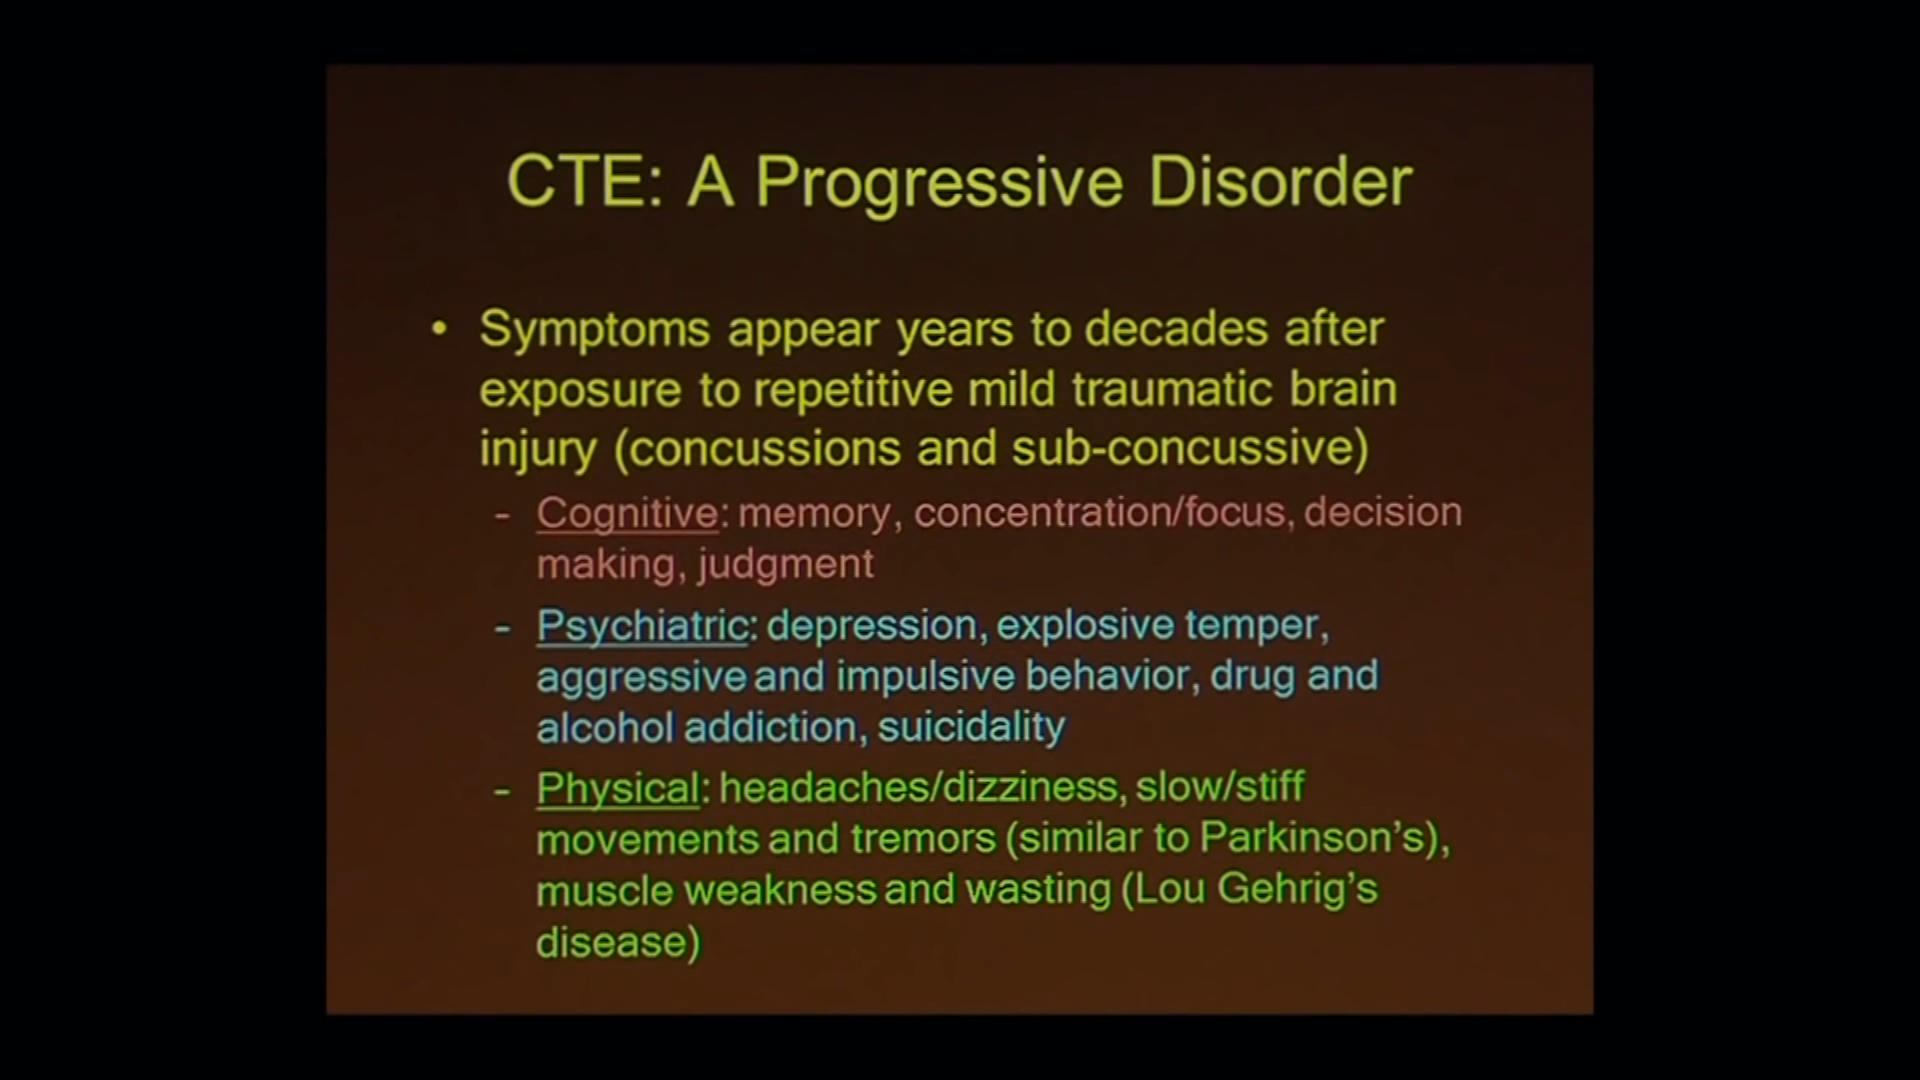 CTE: A Progressive Disorder
• Symptoms appear years to decades after
exposure to repetitive mild traumatic brain
injury (concussions and sub-concussive)
- Cognitive: memory, concentration/focus, decision
making, judgment
- Psychiatric: depression, explosive temper,
aggressive and impulsive behavior, drug and
alcohol addiction, suicidality
- Physical: headaches/dizziness, slow/stiff
movements and tremors (similar to Parkinson's),
muscle weakness and wasting (Lou Gehrig's
disease)